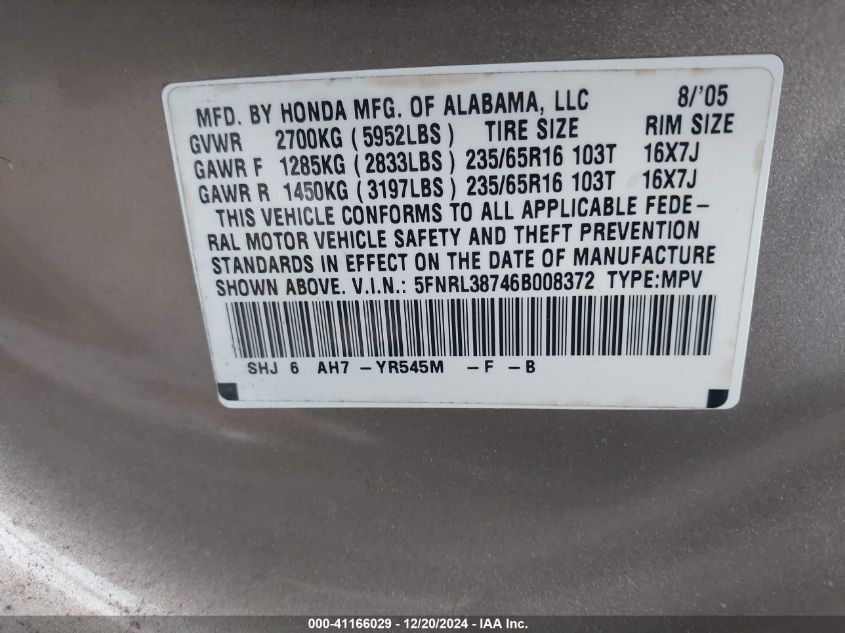 MFD. BY HONDA MFG. OF ALABAMA, LLC 8/'05
GVWR 2700KG (5952LBS) TIRE SIZE RIM SIZE
GAWR F 1285KG (2833LBS) 235/65R16 103T 16X7J
GAWR R 1450KG (3197LBS) 235/65R16 103T 16X7J
THIS VEHICLE CONFORMS TO ALL APPLICABLE FEDE-
RAL MOTOR VEHICLE SAFETY AND THEFT PREVENTION
STANDARDS IN EFFECT ON THE DATE OF MANUFACTURE
SHOWN ABOVE. V.I.N.: 5FNRL38746B008372 TYPE:MPV
SHJ 6 AH7 -YR545M -F -B
000-41166029 - 12/20/2024 - IAA Inc.